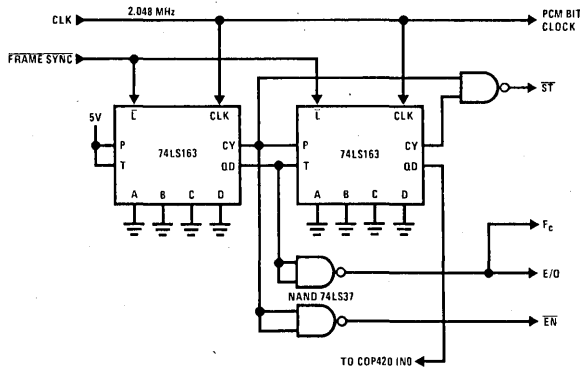 CLK
2.048 MHz
PCM BIT
CLOCK
FRAME SYNC
ST
5V
L
CLK
P
T
74LS163
CY
QD
A B C D
L
CLK
P
T
74LS163
CY
QD
A B C D
Fc
E/O
NAND 74LS37
EN
TO COP420 IN0